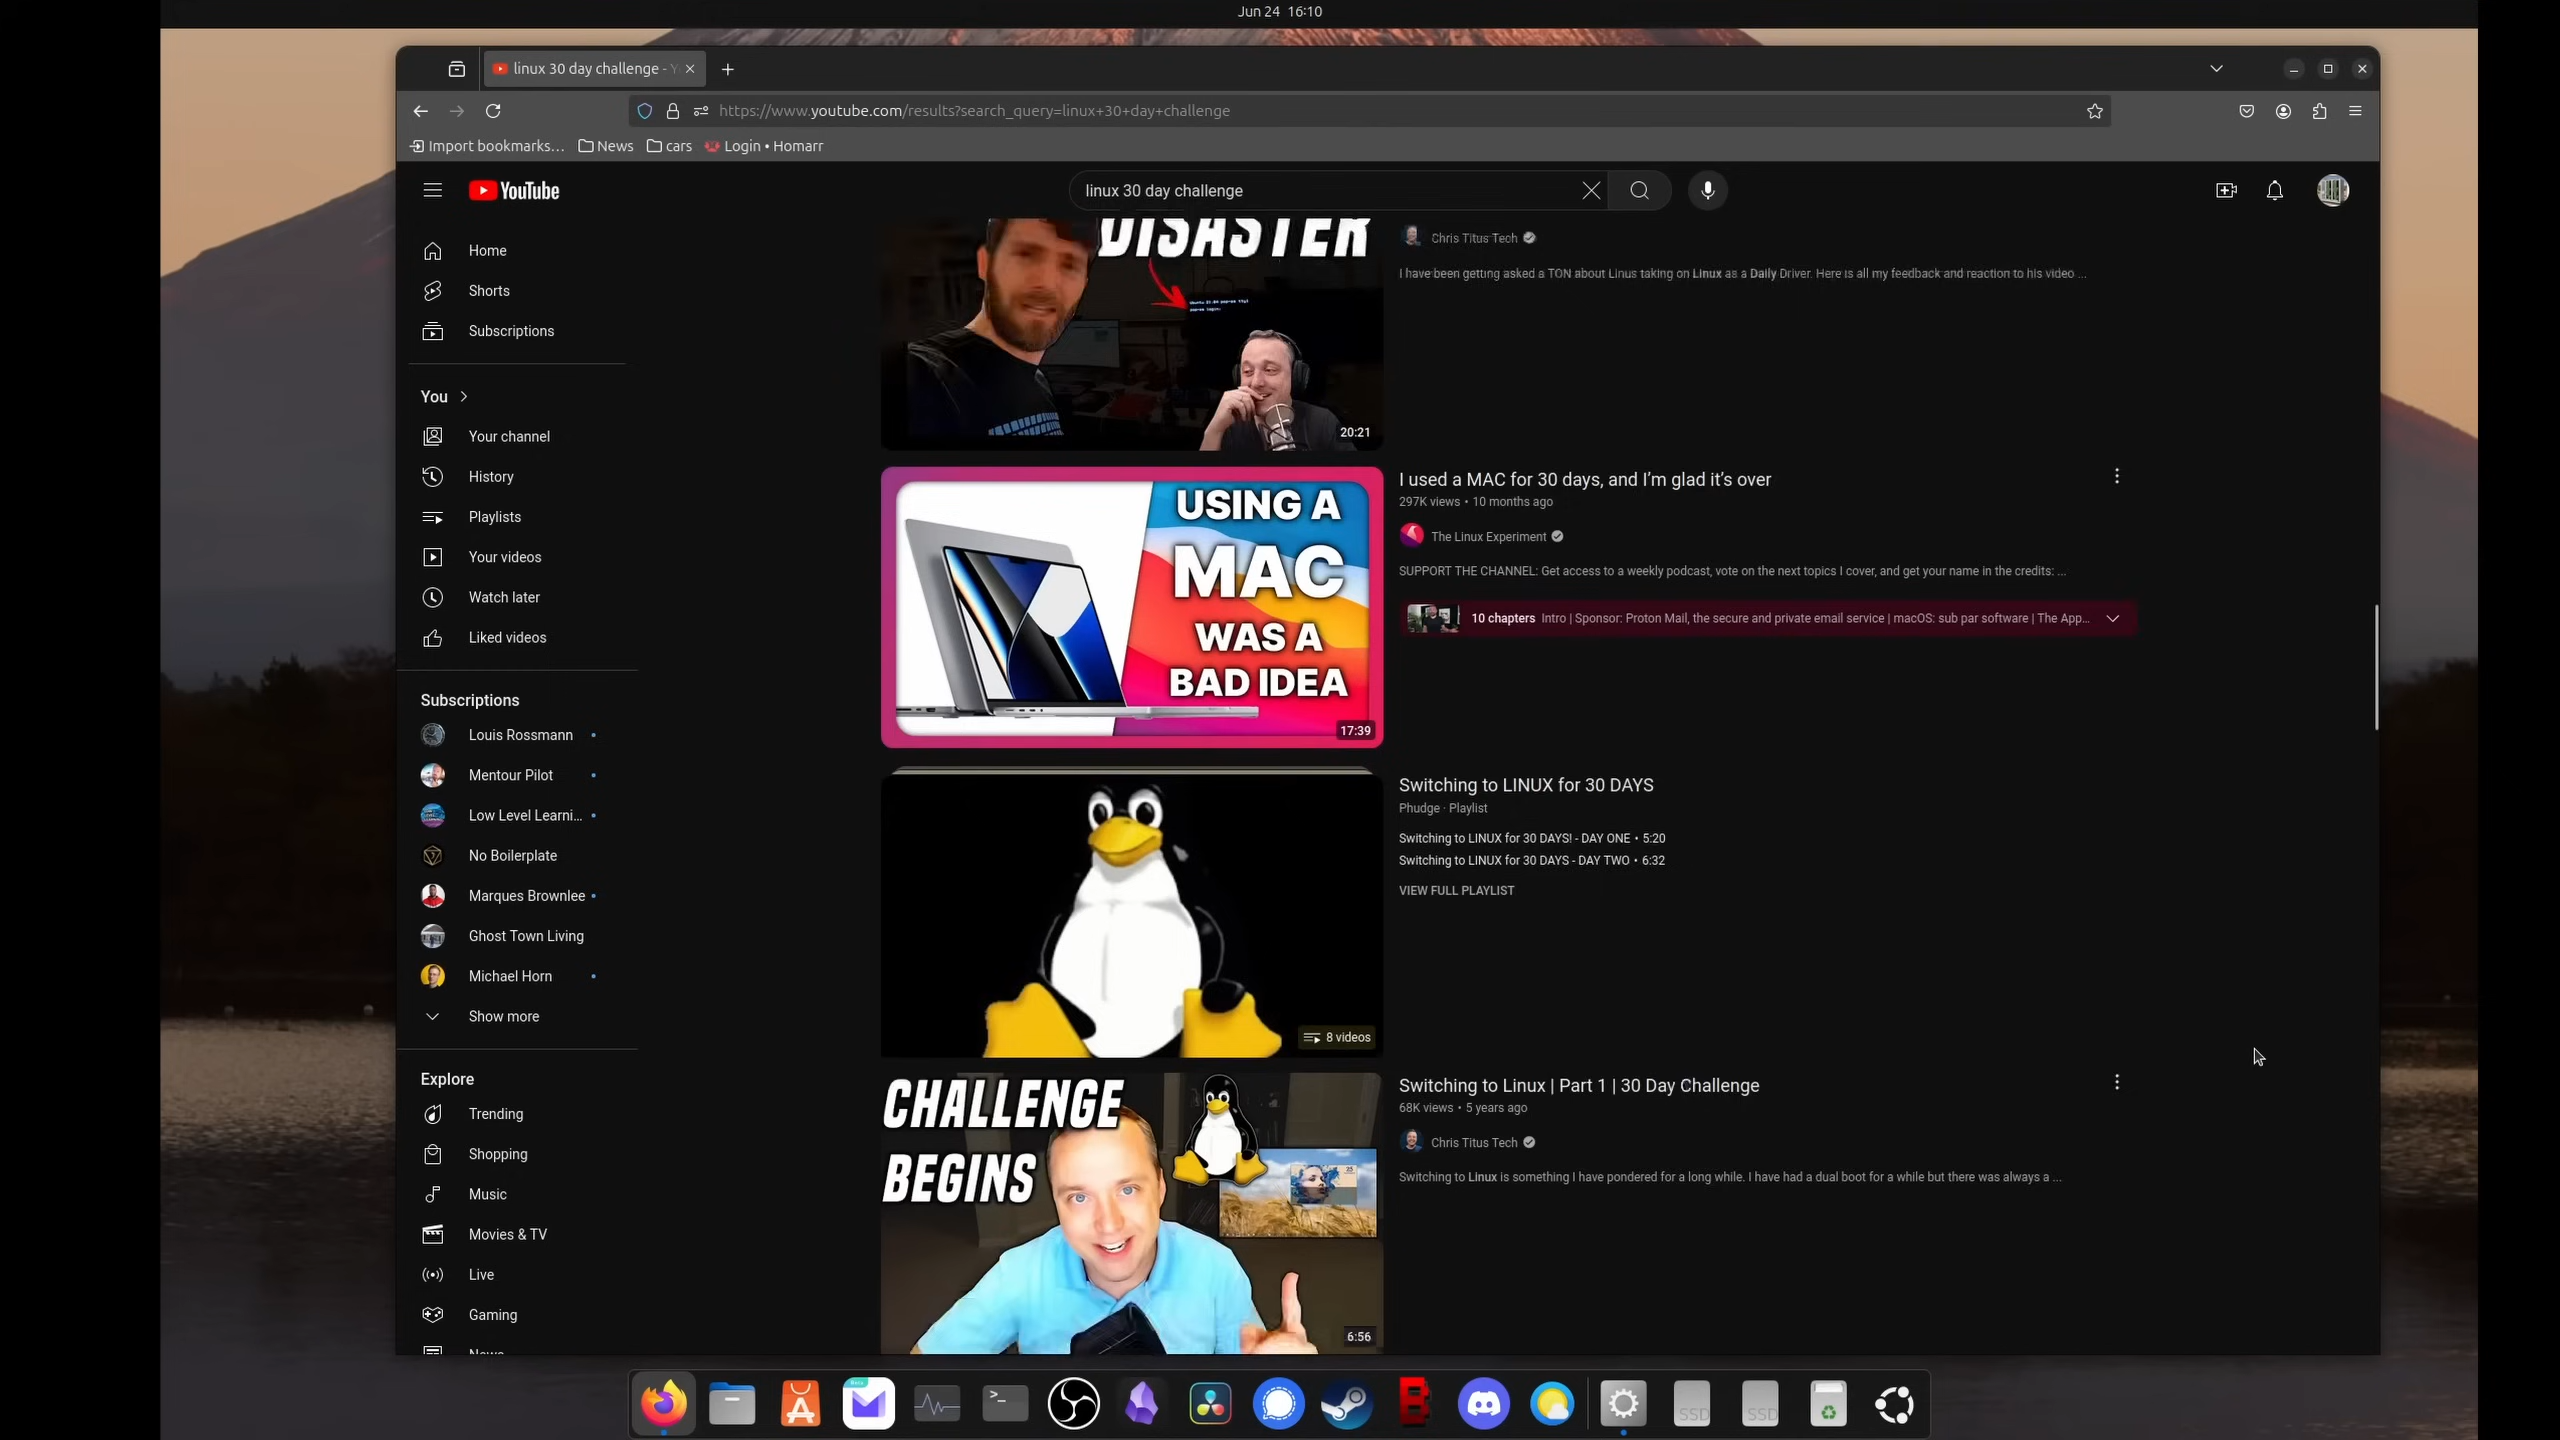 Jun 24 16:10
linux 30 day challenge - Y
https://www.youtube.com/results?search_query=linux+30+day+challenge
Import bookmarks…
News
cars
Login • Homarr
YouTube
linux 30 day challenge
Home
Shorts
Subscriptions
You
Your channel
History
Playlists
Your videos
Watch later
Liked videos
Subscriptions
Louis Rossmann
Mentour Pilot
Low Level Learni...
No Boilerplate
Marques Brownlee
Ghost Town Living
Michael Horn
Show more
Explore
Trending
Shopping
Music
Movies & TV
Live
Gaming
News
DISASTER
20:21
Chris Titus Tech
I have been getting asked a TON about Linus taking on Linux as a Daily Driver. Here is all my feedback and reaction to his video ...
USING A
MAC
WAS A
BAD IDEA
17:39
I used a MAC for 30 days, and I'm glad it's over
297K views • 10 months ago
The Linux Experiment
SUPPORT THE CHANNEL: Get access to a weekly podcast, vote on the next topics I cover, and get your name in the credits: ...
10 chapters Intro | Sponsor: Proton Mail, the secure and private email service | macOS: sub par software | The App...
8 videos
Switching to LINUX for 30 DAYS
Phudge · Playlist
Switching to LINUX for 30 DAYS! - DAY ONE • 5:20
Switching to LINUX for 30 DAYS - DAY TWO • 6:32
VIEW FULL PLAYLIST
CHALLENGE
BEGINS
6:56
Switching to Linux | Part 1 | 30 Day Challenge
68K views • 5 years ago
Chris Titus Tech
Switching to Linux is something I have pondered for a long while. I have had a dual boot for a while but there was always a ...
Beta
SSD
SSD